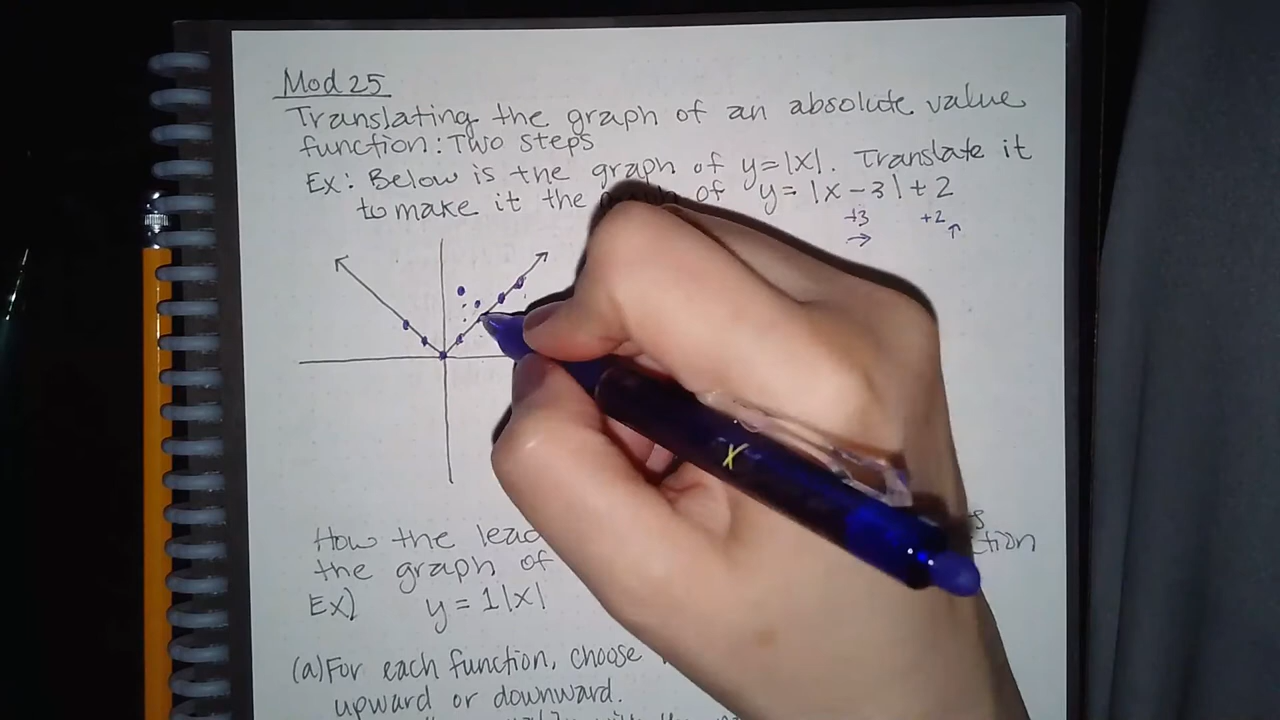 Mod 25
Translating the graph of an absolute value
function: Two steps
Ex: Below is the graph of y=|x|. Translate it
to make it the of y = |x-3|+2
+3 +2
→ ↑
How the
the graph of
Ex) y = 1|x|
(a) For each function, choose
upward or downward.